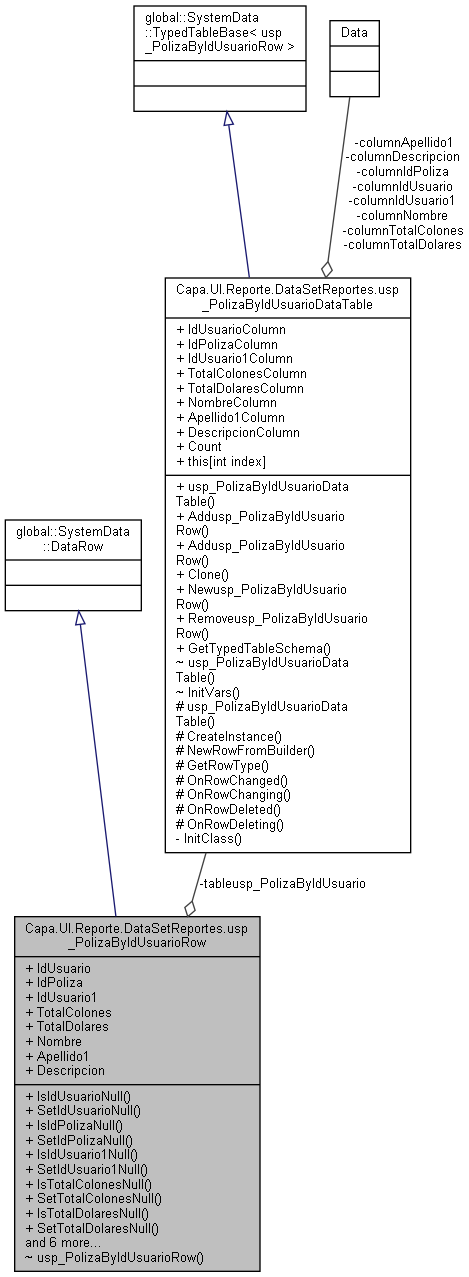 global::SystemData
::TypedTableBase< usp
_PolizaByIdUsuarioRow >
Data
-columnApellido1
-columnDescripcion
-columnIdPoliza
-columnIdUsuario
-columnIdUsuario1
-columnNombre
-columnTotalColones
-columnTotalDolares
Capa.UI.Reporte.DataSetReportes.usp
_PolizaByIdUsuarioDataTable
+ IdUsuarioColumn
+ IdPolizaColumn
+ IdUsuario1Column
+ TotalColonesColumn
+ TotalDolaresColumn
+ NombreColumn
+ Apellido1Column
+ DescripcionColumn
+ Count
+ this[int index]
+ usp_PolizaByIdUsuarioData
Table()
+ Addusp_PolizaByIdUsuario
Row()
+ Addusp_PolizaByIdUsuario
Row()
+ Clone()
+ Newusp_PolizaByIdUsuario
Row()
+ Removeusp_PolizaByIdUsuario
Row()
+ GetTypedTableSchema()
~ usp_PolizaByIdUsuarioData
Table()
~ InitVars()
# usp_PolizaByIdUsuarioData
Table()
# CreateInstance()
# NewRowFromBuilder()
# GetRowType()
# OnRowChanged()
# OnRowChanging()
# OnRowDeleted()
# OnRowDeleting()
- InitClass()
global::SystemData
::DataRow
-tableusp_PolizaByIdUsuario
Capa.UI.Reporte.DataSetReportes.usp
_PolizaByIdUsuarioRow
+ IdUsuario
+ IdPoliza
+ IdUsuario1
+ TotalColones
+ TotalDolares
+ Nombre
+ Apellido1
+ Descripcion
+ IsIdUsuarioNull()
+ SetIdUsuarioNull()
+ IsIdPolizaNull()
+ SetIdPolizaNull()
+ IsIdUsuario1Null()
+ SetIdUsuario1Null()
+ IsTotalColonesNull()
+ SetTotalColonesNull()
+ IsTotalDolaresNull()
+ SetTotalDolaresNull()
and 6 more...
~ usp_PolizaByIdUsuarioRow()